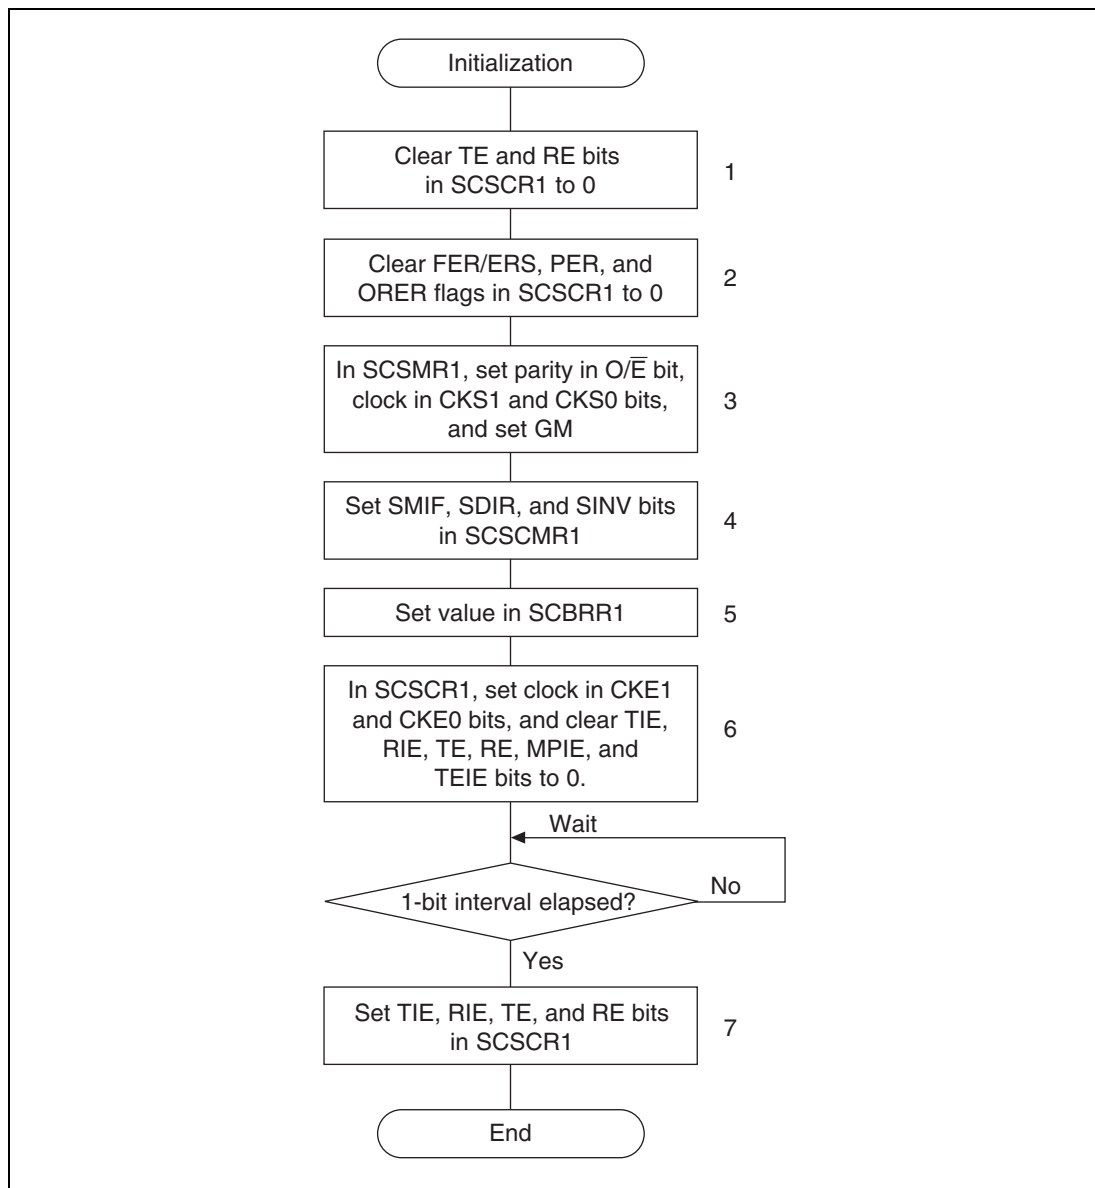 Initialization
Clear TE and RE bits
in SCSCR1 to 0
1
Clear FER/ERS, PER, and
ORER flags in SCSCR1 to 0
2
In SCSMR1, set parity in O/E̅ bit,
clock in CKS1 and CKS0 bits,
and set GM
3
Set SMIF, SDIR, and SINV bits
in SCSCMR1
4
Set value in SCBRR1
5
In SCSCR1, set clock in CKE1
and CKE0 bits, and clear TIE,
RIE, TE, RE, MPIE, and
TEIE bits to 0.
6
Wait
1-bit interval elapsed?
No
Yes
Set TIE, RIE, TE, and RE bits
in SCSCR1
7
End